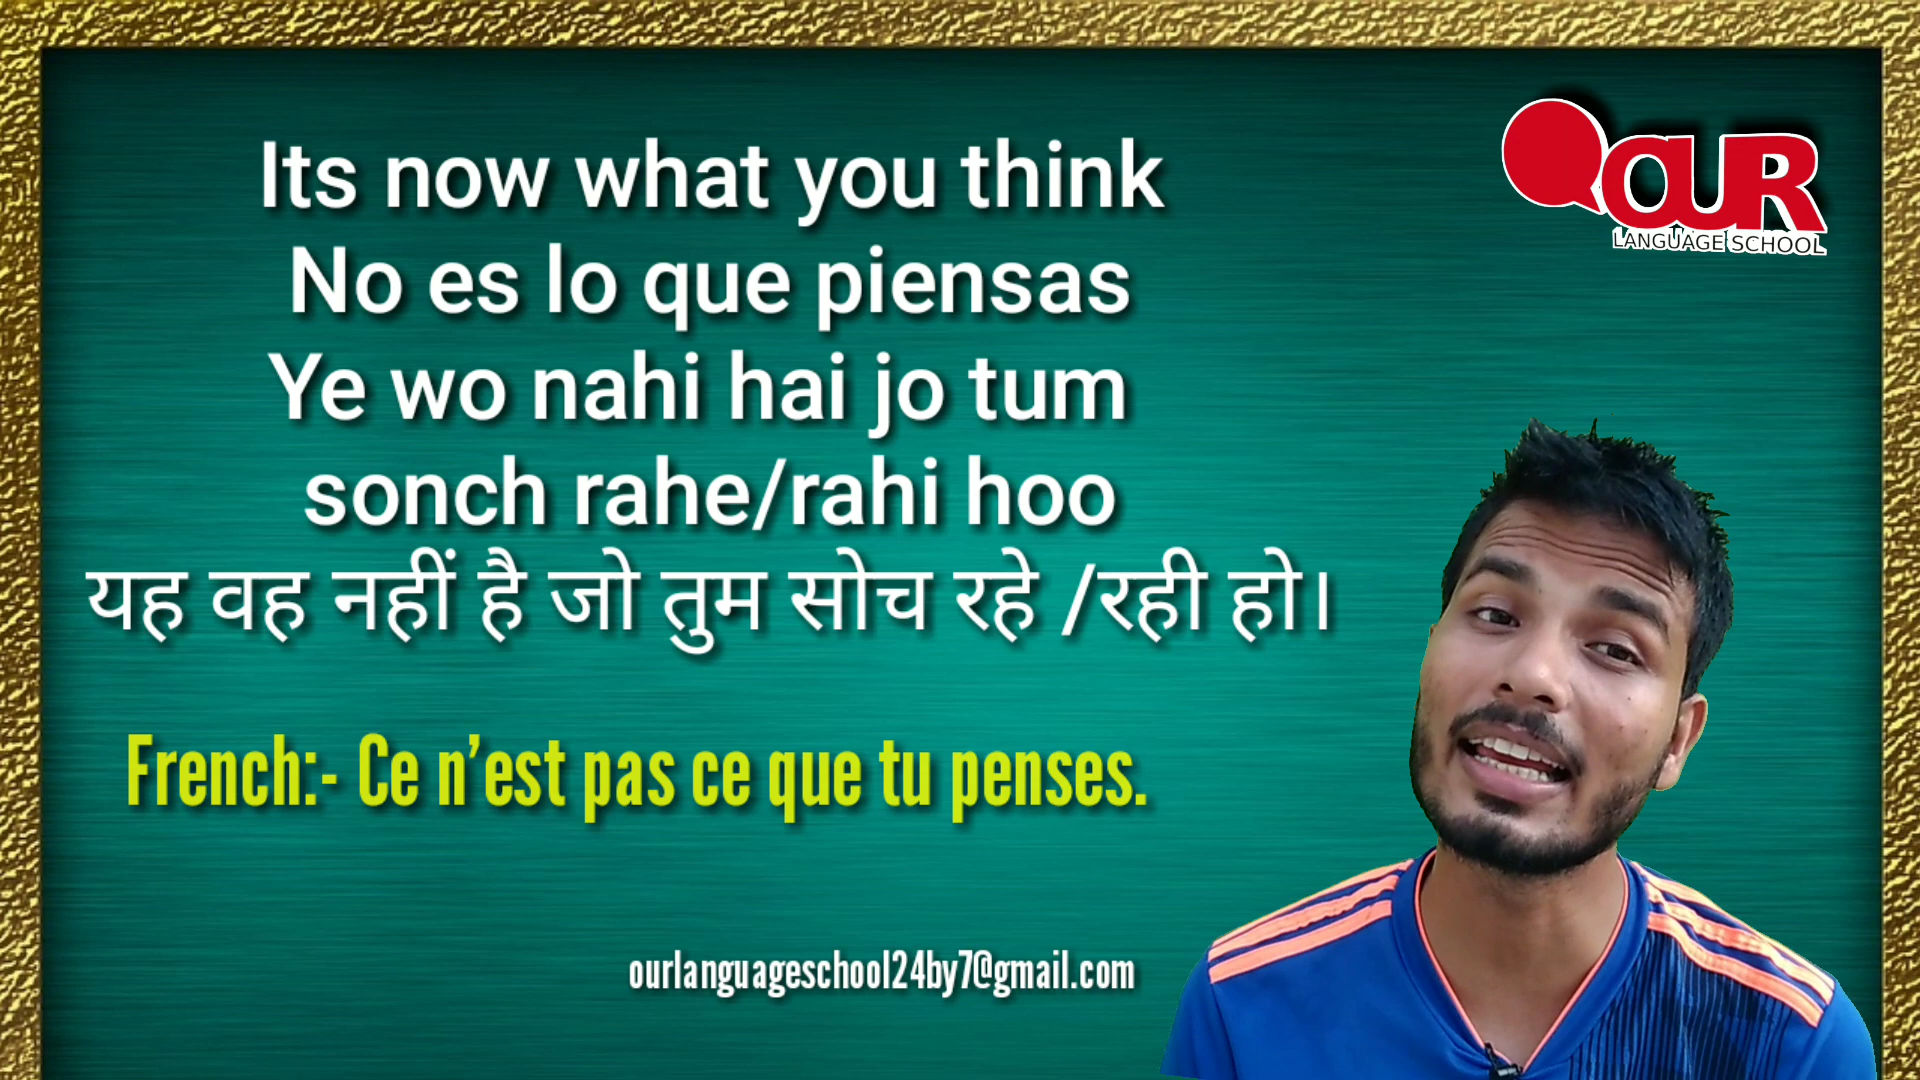 Its now what you think
No es lo que piensas
Ye wo nahi hai jo tum
sonch rahe/rahi hoo
यह वह नहीं है जो तुम सोच रहे /रही हो।
French:- Ce n’est pas ce que tu penses.
ourlanguageschool24by7@gmail.com
OUR
LANGUAGE SCHOOL